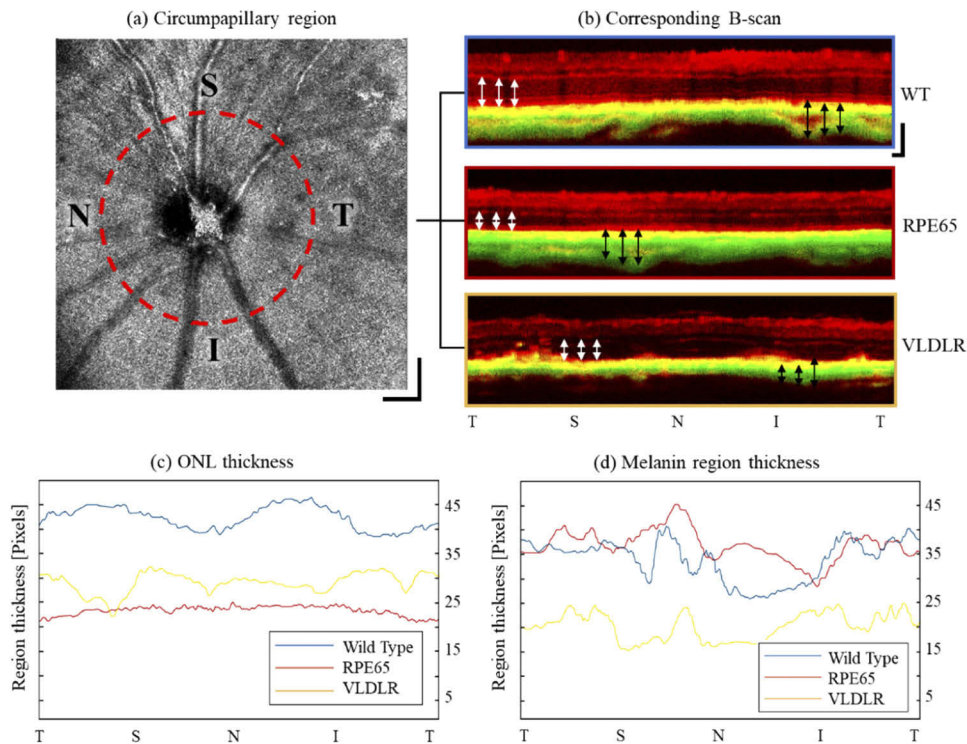 (a) Circumpapillary region
S
N
T
I
(b) Corresponding B-scan
WT
RPE65
VLDLR
T S N I T
(c) ONL thickness
Region thickness [Pixels]
45
35
25
15
5
Wild Type
RPE65
VLDLR
T S N I T
(d) Melanin region thickness
Region thickness [Pixels]
45
35
25
15
5
Wild Type
RPE65
VLDLR
T S N I T